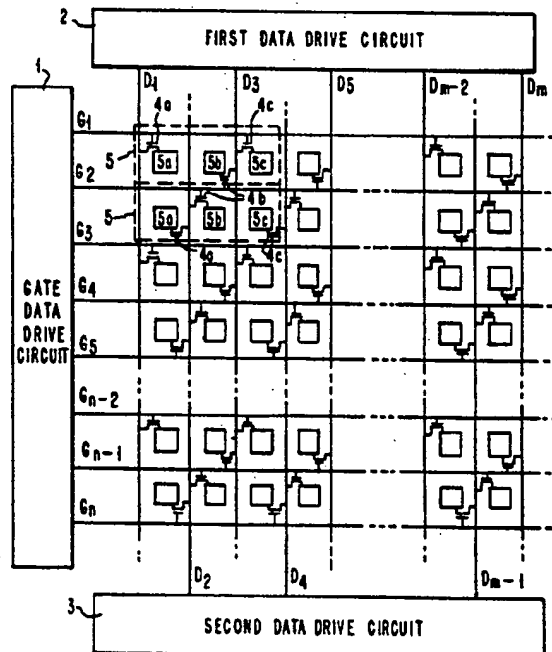 2
FIRST DATA DRIVE CIRCUIT
1
D1 D3 D5 Dm-2 Dm
4a 4c
G1
5 5a 5b 5c
G2
4b
5 5a 5b 5c
G3
4a 4c
G4
GATE
DATA
DRIVE
CIRCUIT
G5
Gn-2
Gn-1
Gn
D2 D4 Dm-1
3
SECOND DATA DRIVE CIRCUIT